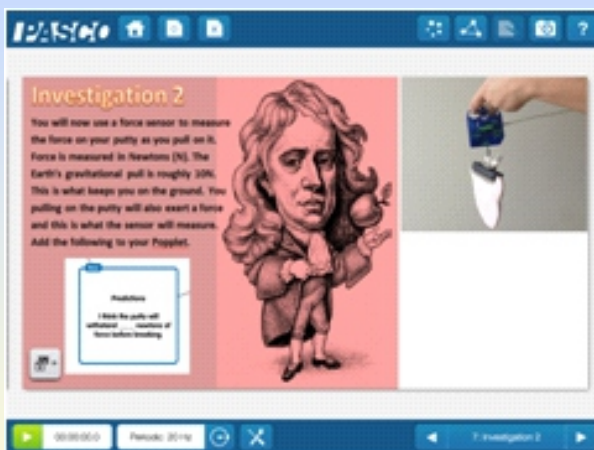 PASCO
?
Investigation 2
You will now use a force sensor to measure
the force on your putty as you pull on it.
Force is measured in Newtons (N). The
Earth's gravitational pull is roughly 10N.
This is what keeps you on the ground. You
pulling on the putty will also exert a force
and this is what the sensor will measure.
Add the following to your Popplet.
Predictions
I think the putty will
withstand ____ newtons of
force before breaking.
00:00:00.0
Periodic: 20 Hz
7: Investigation 2